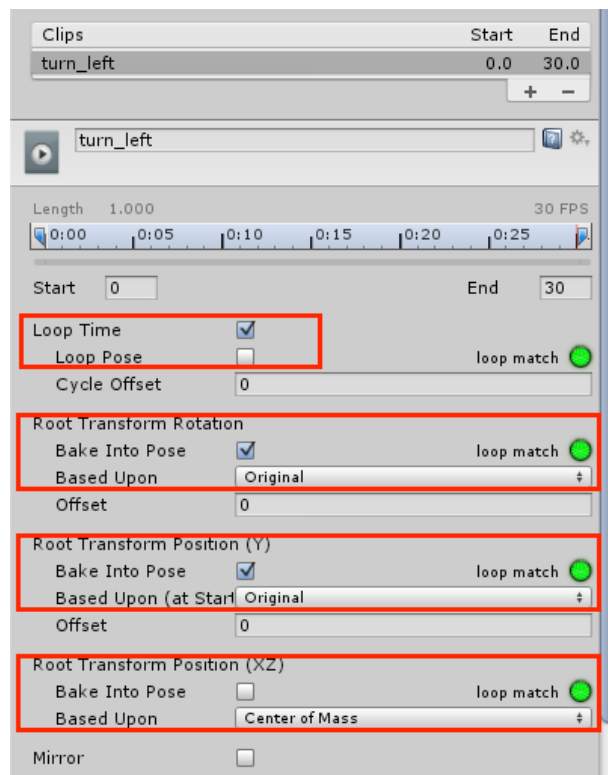 Clips Start End
turn_left 0.0 30.0
+ −
turn_left
Length 1.000 30 FPS
0:00 0:05 0:10 0:15 0:20 0:25
Start 0 End 30
Loop Time
Loop Pose loop match
Cycle Offset 0
Root Transform Rotation
Bake Into Pose loop match
Based Upon Original
Offset 0
Root Transform Position (Y)
Bake Into Pose loop match
Based Upon (at Start Original
Offset 0
Root Transform Position (XZ)
Bake Into Pose loop match
Based Upon Center of Mass
Mirror